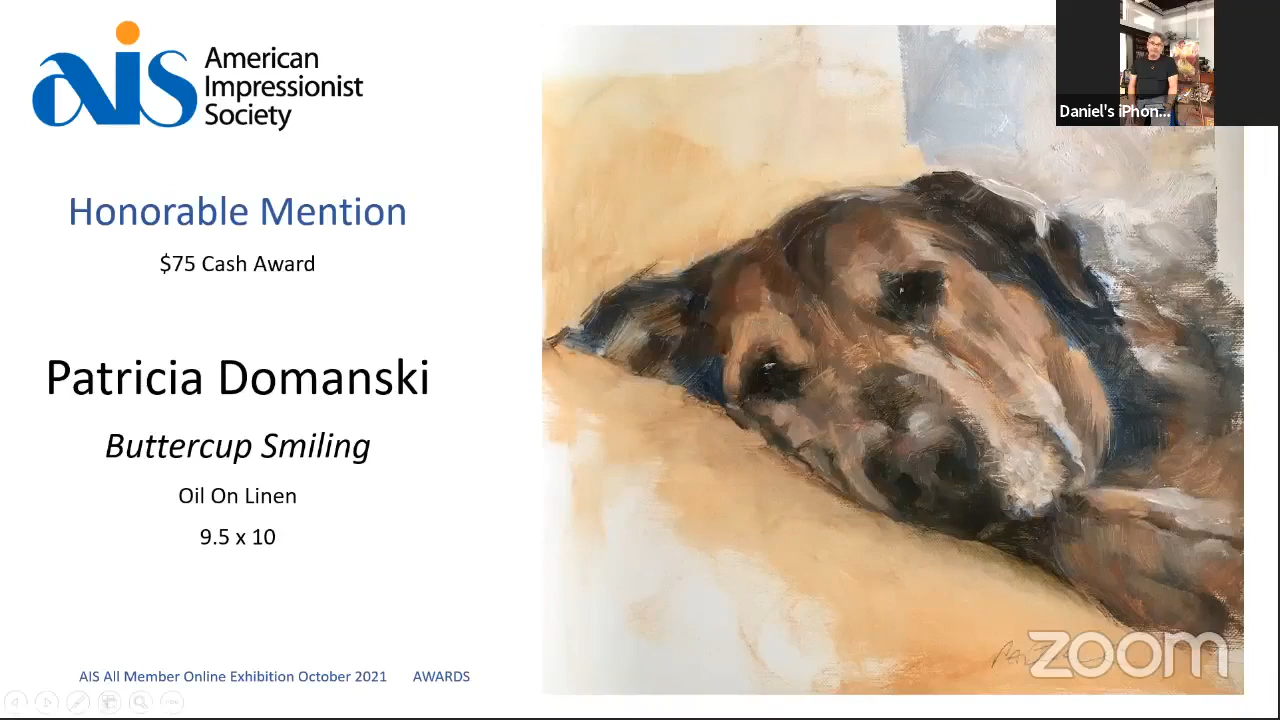 AIS American
Impressionist
Society
Honorable Mention
$75 Cash Award
Patricia Domanski
Buttercup Smiling
Oil On Linen
9.5 x 10
AIS All Member Online Exhibition October 2021 AWARDS
Daniel's iPhon...
zoom